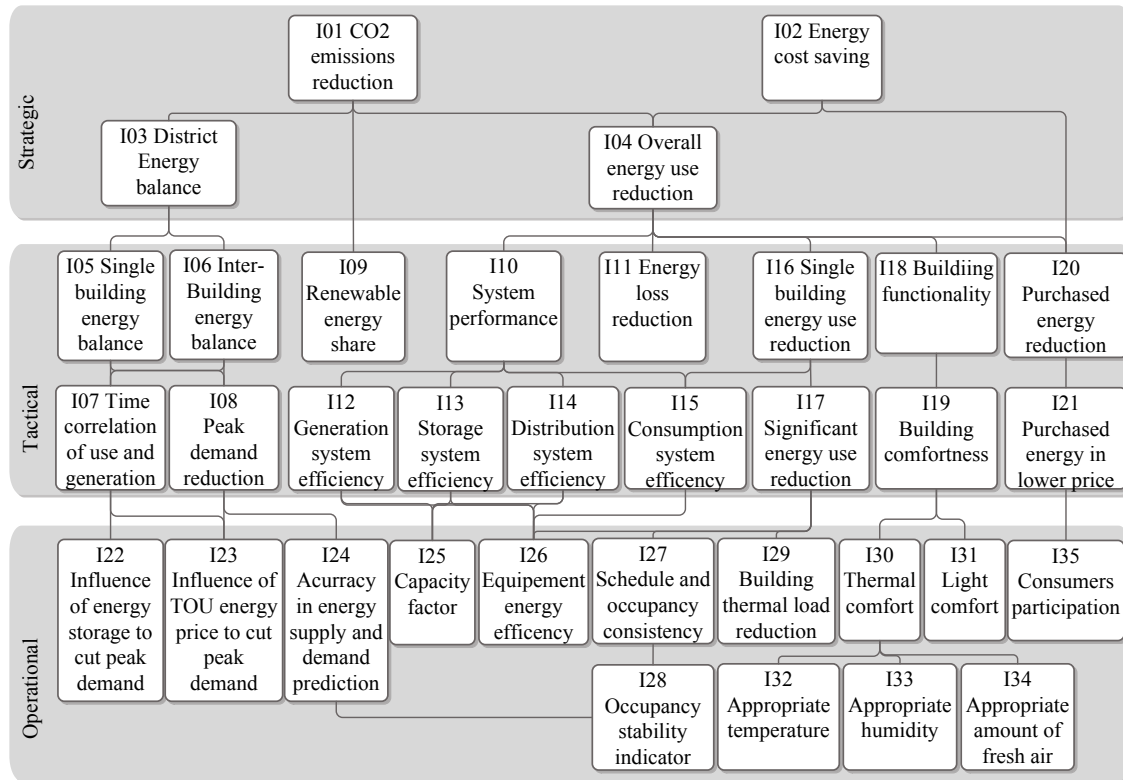 Strategic
I01 CO2
emissions
reduction
I02 Energy
cost saving
I03 District
Energy
balance
I04 Overall
energy use
reduction
Tactical
I05 Single
building
energy
balance
I06 Inter-
Building
energy
balance
I09
Renewable
energy
share
I10
System
performance
I11 Energy
loss
reduction
I16 Single
building
energy use
reduction
I18 Buildiing
functionality
I20
Purchased
energy
reduction
I07 Time
correlation
of use and
generation
I08
Peak
demand
reduction
I12
Generation
system
efficiency
I13
Storage
system
efficiency
I14
Distribution
system
efficiency
I15
Consumption
system
efficency
I17
Significant
energy use
reduction
I19
Building
comfortness
I21
Purchased
energy in
lower price
Operational
I22
Influence
of energy
storage to
cut peak
demand
I23
Influence of
TOU energy
price to cut
peak
demand
I24
Acurracy
in energy
supply and
demand
prediction
I25
Capacity
factor
I26
Equipement
energy
efficency
I27
Schedule and
occupancy
consistency
I29
Building
thermal load
reduction
I30
Thermal
comfort
I31
Light
comfort
I35
Consumers
participation
I28
Occupancy
stability
indicator
I32
Appropriate
temperature
I33
Appropriate
humidity
I34
Appropriate
amount of
fresh air